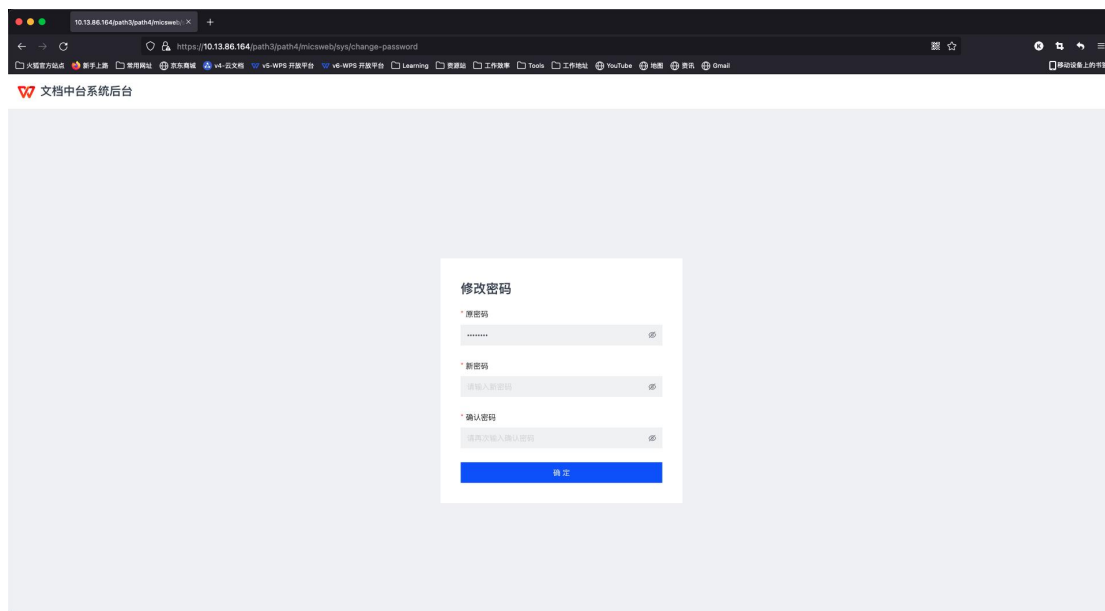 10.13.86.164/path3/path4/micsweb/
https://10.13.86.164/path3/path4/micsweb/sys/change-password
火狐官方站点 新手上路 常用网址 京东商城 v4-云文档 v5-WPS 开放平台 v6-WPS 开放平台 Learning 资源站 工作效率 Tools 工作地址 YouTube 地图 资讯 Gmail 移动设备上的书签
文档中台系统后台
修改密码
* 原密码
••••••••
* 新密码
请输入新密码
* 确认密码
请再次输入确认密码
确 定